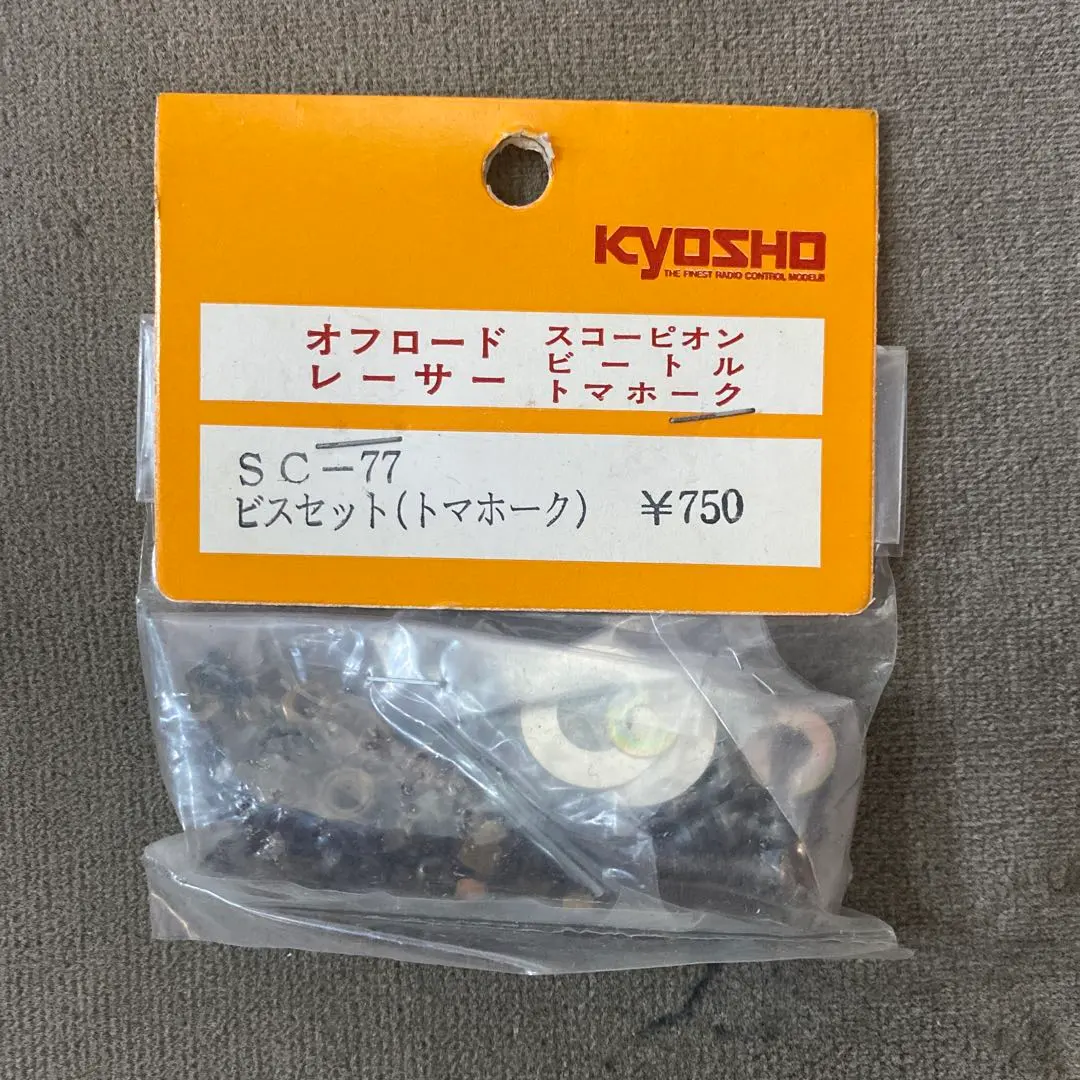 KYOSHO
THE FINEST RADIO CONTROL MODELS
オフロード
レーサー
スコーピオン
ビートル
トマホーク
SC-77
ビスセット(トマホーク) ¥750